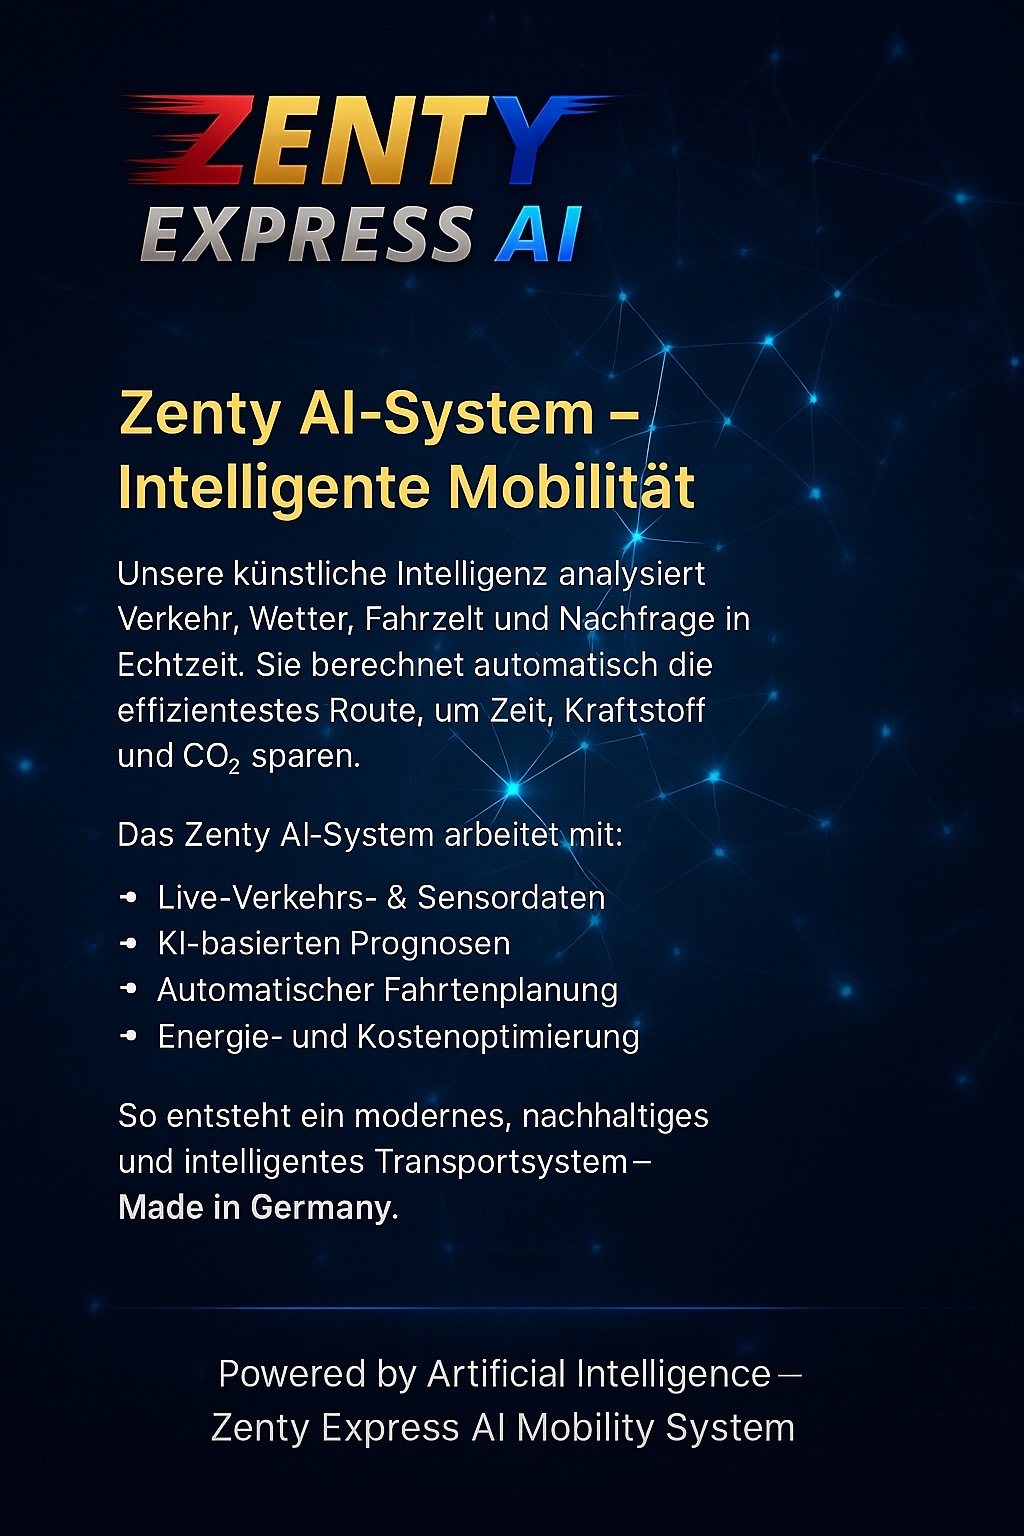 ZENTY
EXPRESS AI
Zenty AI-System –
Intelligente Mobilität
Unsere künstliche Intelligenz analysiert
Verkehr, Wetter, Fahrzelt und Nachfrage in
Echtzeit. Sie berechnet automatisch die
effizientestes Route, um Zeit, Kraftstoff
und CO₂ sparen.
Das Zenty AI-System arbeitet mit:
Live-Verkehrs- & Sensordaten
KI-basierten Prognosen
Automatischer Fahrtenplanung
Energie- und Kostenoptimierung
So entsteht ein modernes, nachhaltiges
und intelligentes Transportsystem –
Made in Germany.
Powered by Artificial Intelligence –
Zenty Express AI Mobility System